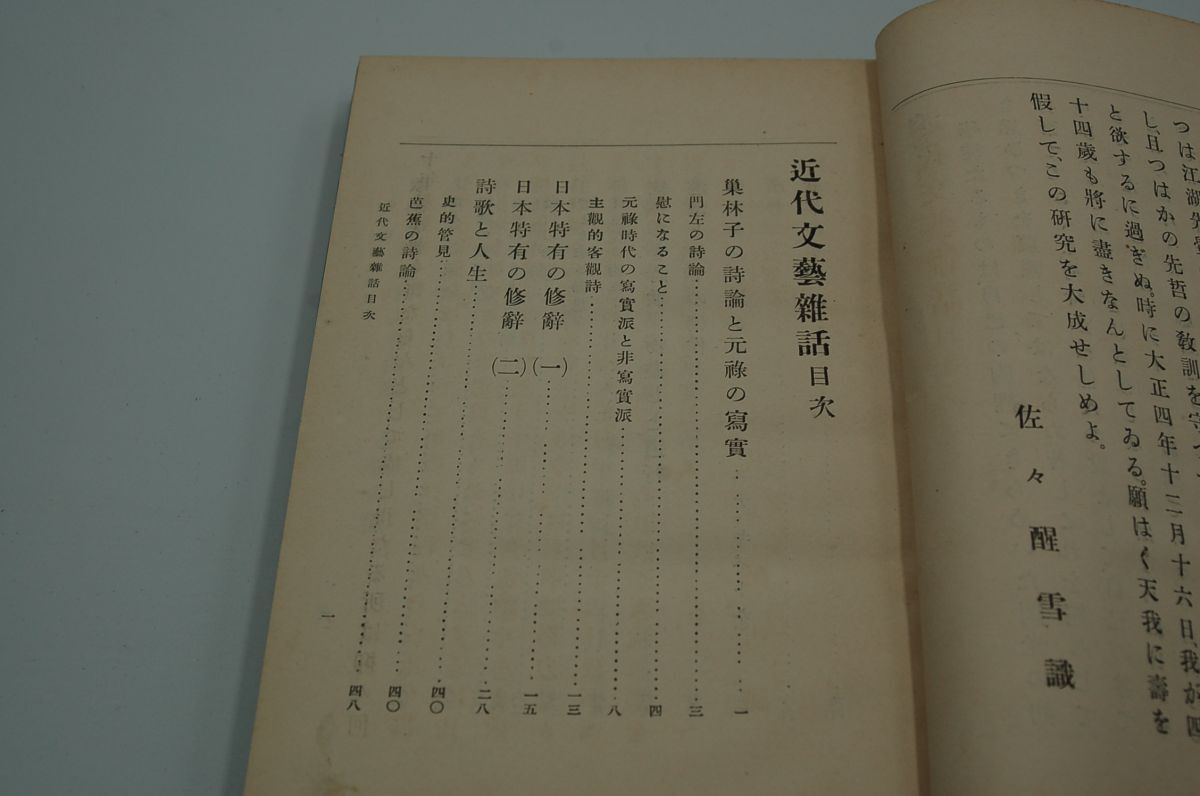 つは江湖
し、且つはかの先哲の教訓を守つ
と欲するに過ぎぬ。時に大正四年十二月十六日、我が四
十四歳も將に盡きなんとしてゐる。願はく天我に壽を
假して、この研究を大成せしめよ。
佐々醒雪識
近代文藝雜話目次
巢林子の詩論と元祿の寫實……一
門左の詩論……三
慰になること……四
元祿時代の寫實派と非寫實派……八
主觀的客觀詩……一三
日本特有の修辭(一)……一五
日本特有の修辭(二)……二八
詩歌と人生……四〇
史的管見……四〇
芭蕉の詩論……四八
近代文藝雜話目次
一